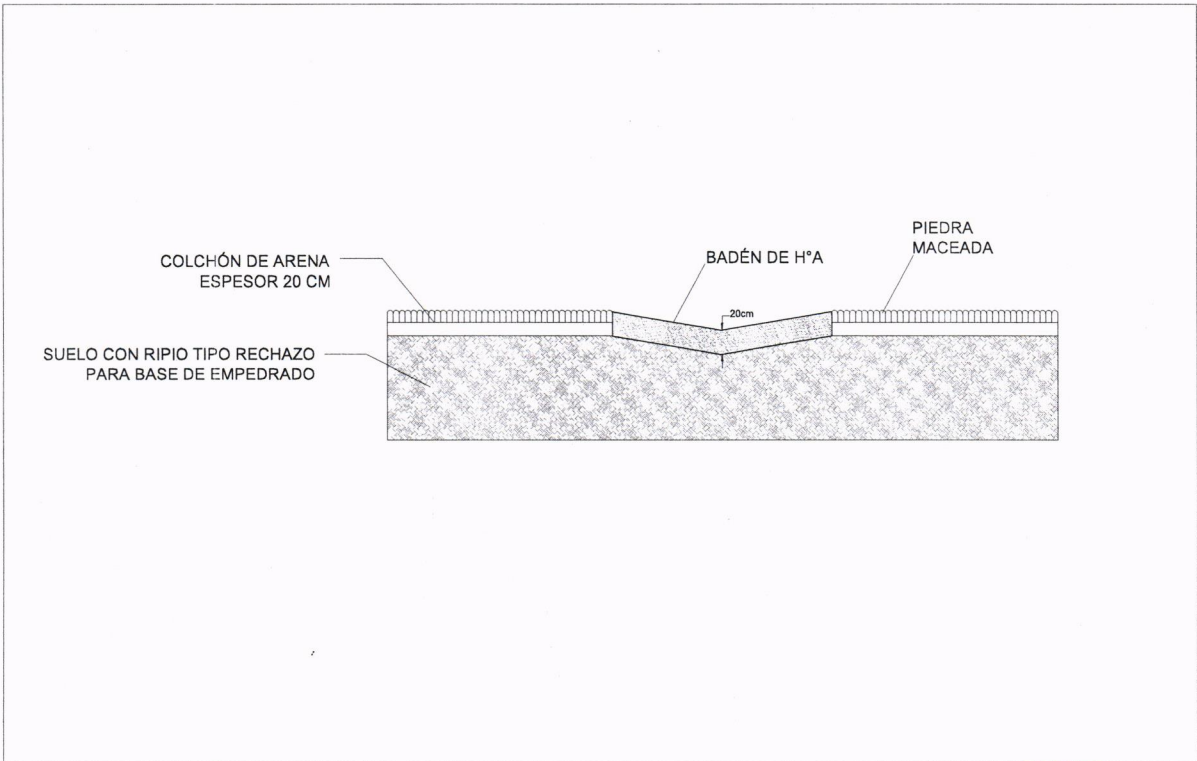 PIEDRA
MACEADA
COLCHÓN DE ARENA
ESPESOR 20 CM
BADÉN DE H°A
20cm
SUELO CON RIPIO TIPO RECHAZO
PARA BASE DE EMPEDRADO